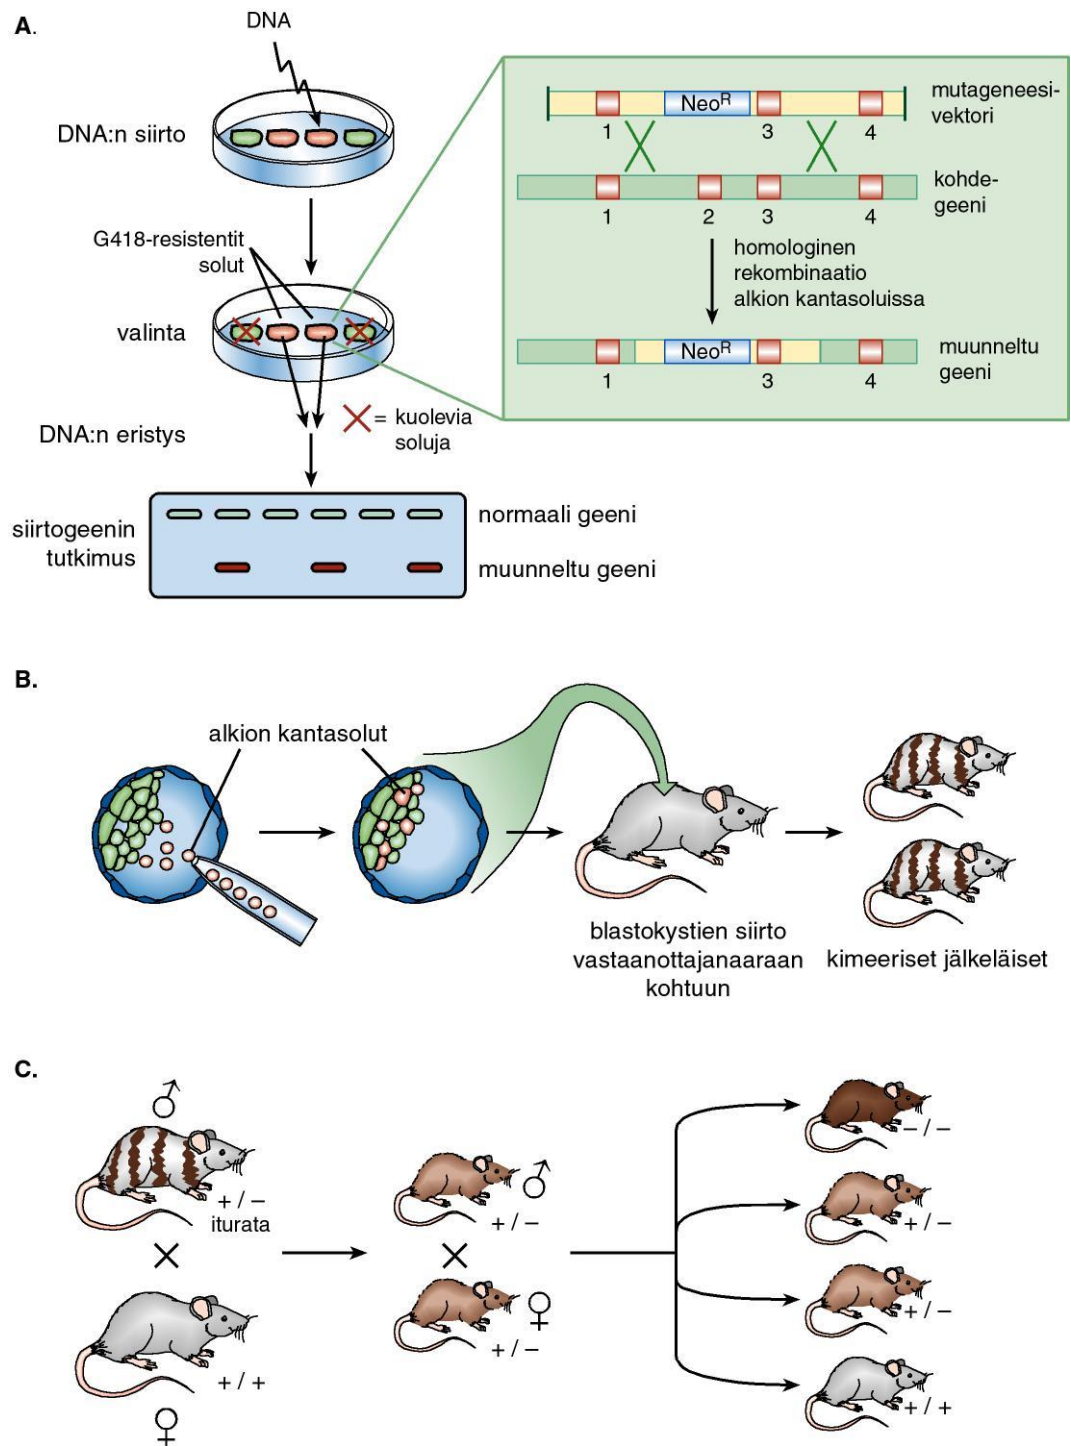 A.
DNA
DNA:n siirto
G418-resistentit
solut
valinta
DNA:n eristys
= kuolevia
soluja
siirtogeenin
tutkimus
normaali geeni
muunneltu geeni
Neoᴿ
1 3 4
mutageneesi-
vektori
1 2 3 4
kohde-
geeni
homologinen
rekombinaatio
alkion kantasoluissa
Neoᴿ
1 3 4
muunneltu
geeni
B.
alkion kantasolut
blastokystien siirto
vastaanottajanaaraan
kohtuun
kimeeriset jälkeläiset
C.
♂
+ / −
iturata
×
+ / +
♀
♂
+ / −
×
♀
+ / −
− / −
+ / −
+ / −
+ / +